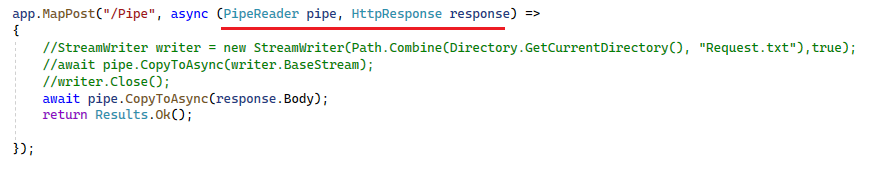 app.MapPost("/Pipe", async (PipeReader pipe, HttpResponse response) =>
{
//StreamWriter writer = new StreamWriter(Path.Combine(Directory.GetCurrentDirectory(), "Request.txt"),true);
//await pipe.CopyToAsync(writer.BaseStream);
//writer.Close();
await pipe.CopyToAsync(response.Body);
return Results.Ok();
});